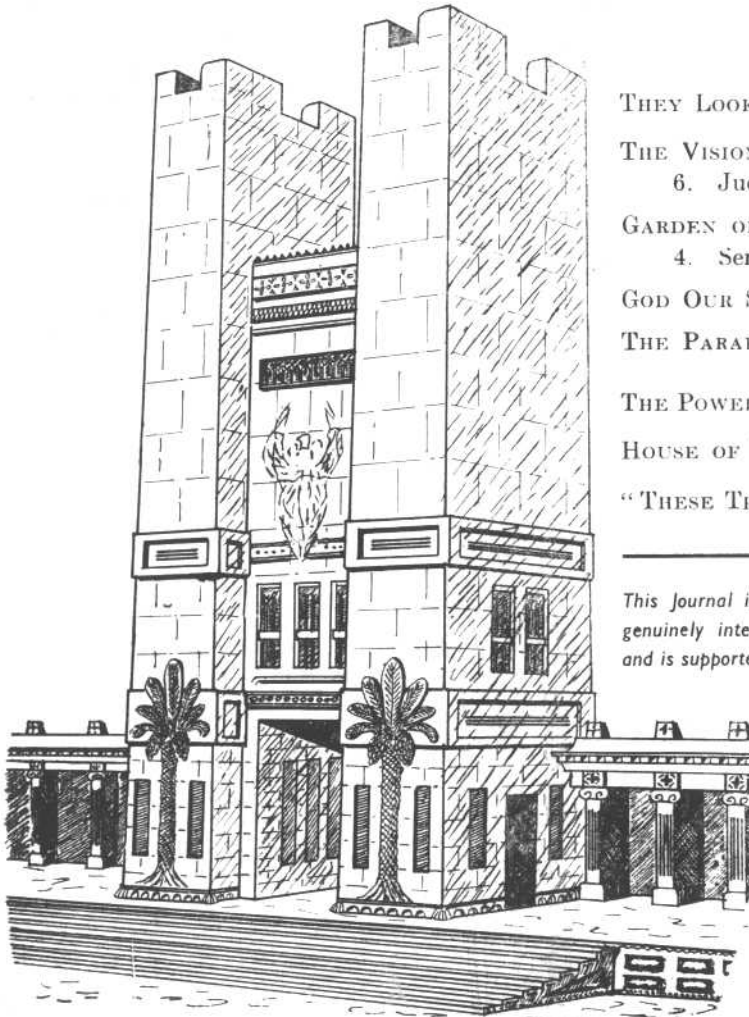 THEY LOOK
THE VISION
6. Ju
GARDEN O
4. Se
GOD OUR
THE PARA
THE POWE
HOUSE OF
“THESE T
This Journal i
genuinely inte
and is supporte